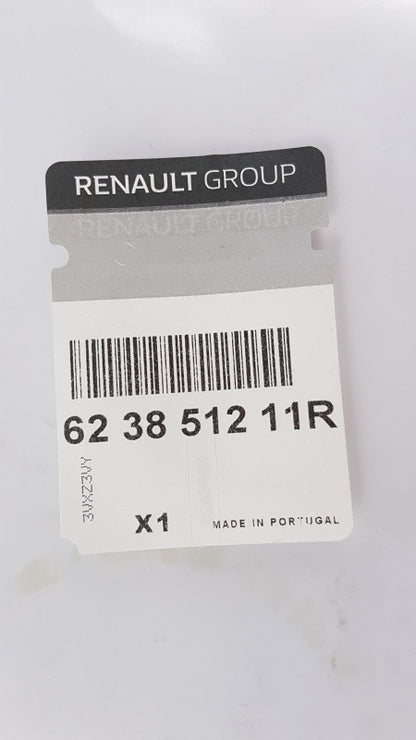 RENAULT GROUP
RENAULT GROUP
62 38 512 11R
3VXZ3VY
X1
MADE IN PORTUGAL